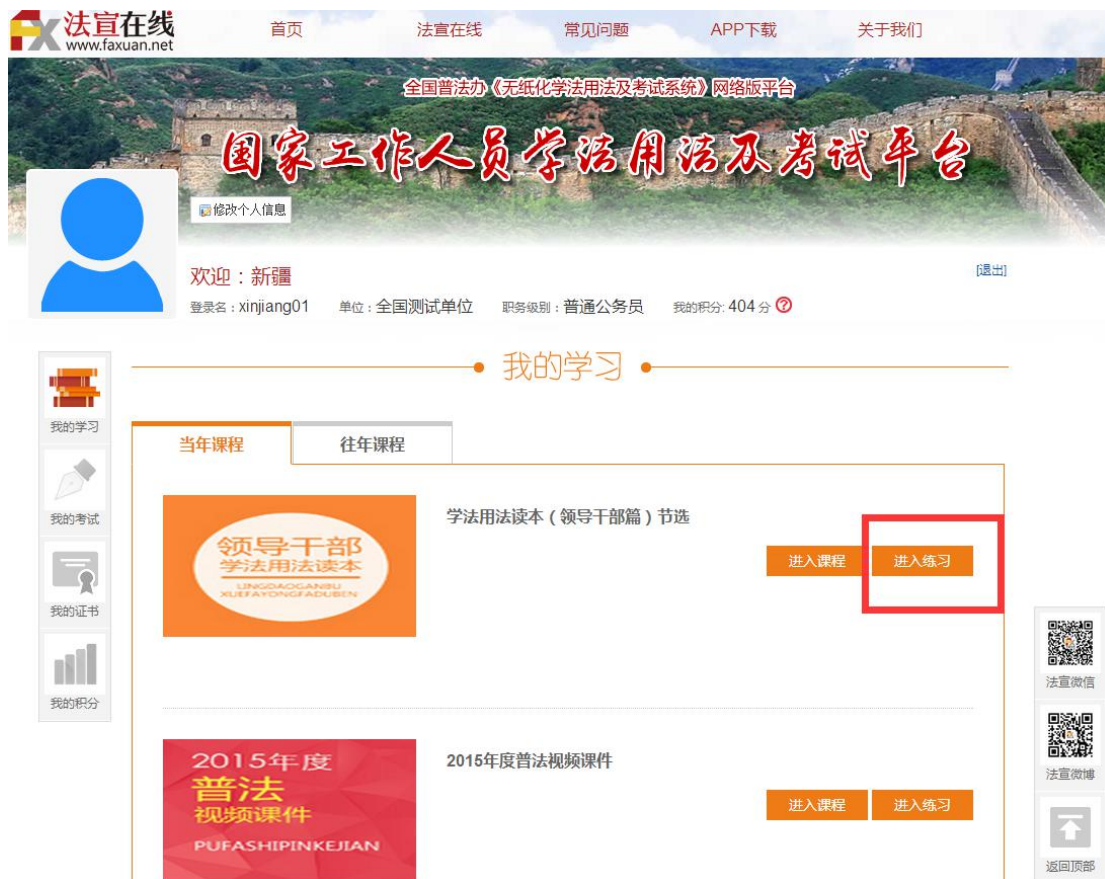 法宣在线
www.faxuan.net
首页 法宣在线 常见问题 APP下载 关于我们
全国普法办《无纸化学法用法及考试系统》网络版平台
国家工作人员学法用法及考试平台
修改个人信息
欢迎：新疆
[退出]
登录名：xinjiang01 单位：全国测试单位 职务级别：普通公务员 我的积分: 404 分 ?
我的学习
我的学习
我的考试
我的证书
我的积分
当年课程 往年课程
领导干部
学法用法读本
LINGDAOGANBU
XUEFAYONGFADUBEN
学法用法读本（领导干部篇）节选
进入课程 进入练习
2015年度
普法
视频课件
PUFASHIPINKEJIAN
2015年度普法视频课件
进入课程 进入练习
法宣微信
法宣微博
返回顶部